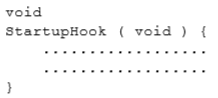 void
StartupHook ( void ) {
    ..................
    ..................
}